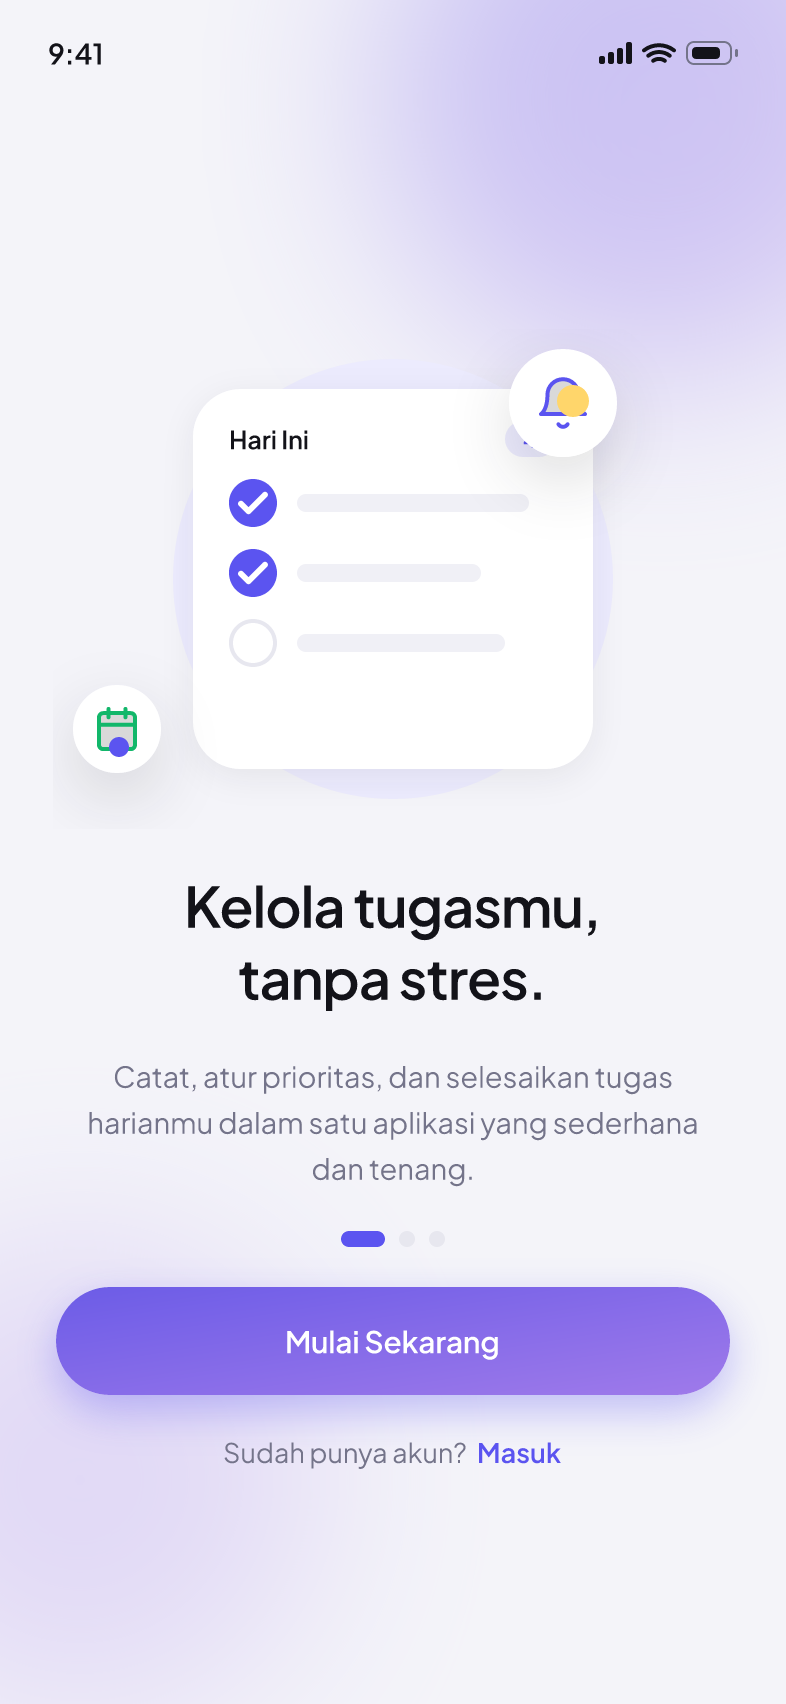 9:41
Hari Ini
Kelola tugasmu,
tanpa stres.
Catat, atur prioritas, dan selesaikan tugas
harianmu dalam satu aplikasi yang sederhana
dan tenang.
Mulai Sekarang
Sudah punya akun? Masuk